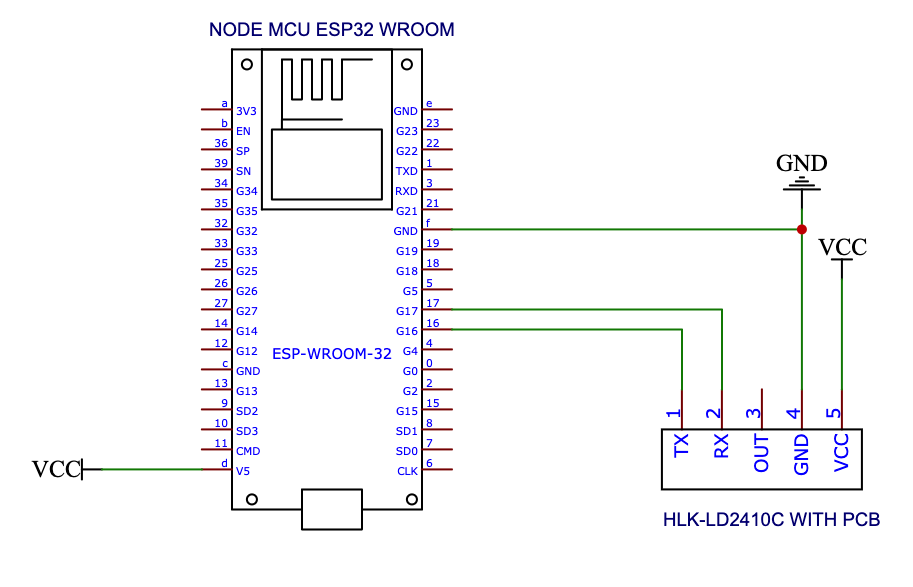 NODE MCU ESP32 WROOM
a 3V3
b EN
36 SP
39 SN
34 G34
35 G35
32 G32
33 G33
25 G25
26 G26
27 G27
14 G14
12 G12
c GND
13 G13
9 SD2
10 SD3
11 CMD
d V5
VCC
ESP-WROOM-32
GND e
G23 23
G22 22
TXD 1
RXD 3
G21 21
GND f
G19 19
G18 18
G5 5
G17 17
G16 16
G4 4
G0 0
G2 2
G15 15
SD1 8
SD0 7
CLK 6
GND
VCC
1 TX
2 RX
3 OUT
4 GND
5 VCC
HLK-LD2410C WITH PCB